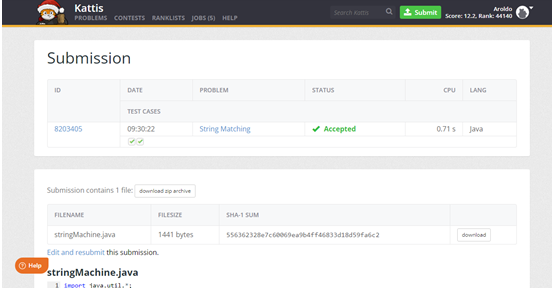 Kattis
PROBLEMS CONTESTS RANKLISTS JOBS (5) HELP
Search Kattis
Submit
Aroldo
Score: 12.2, Rank: 44140
Submission
ID DATE PROBLEM STATUS CPU LANG
TEST CASES
8203405 09:30:22 String Matching Accepted 0.71 s Java
Submission contains 1 file: download zip archive
FILENAME FILESIZE SHA-1 SUM
stringMachine.java 1441 bytes 556362328e7c60069ea9b4ff46833d18d59fa6c2 download
Edit and resubmit this submission.
Help
stringMachine.java
1 import java.util.*;